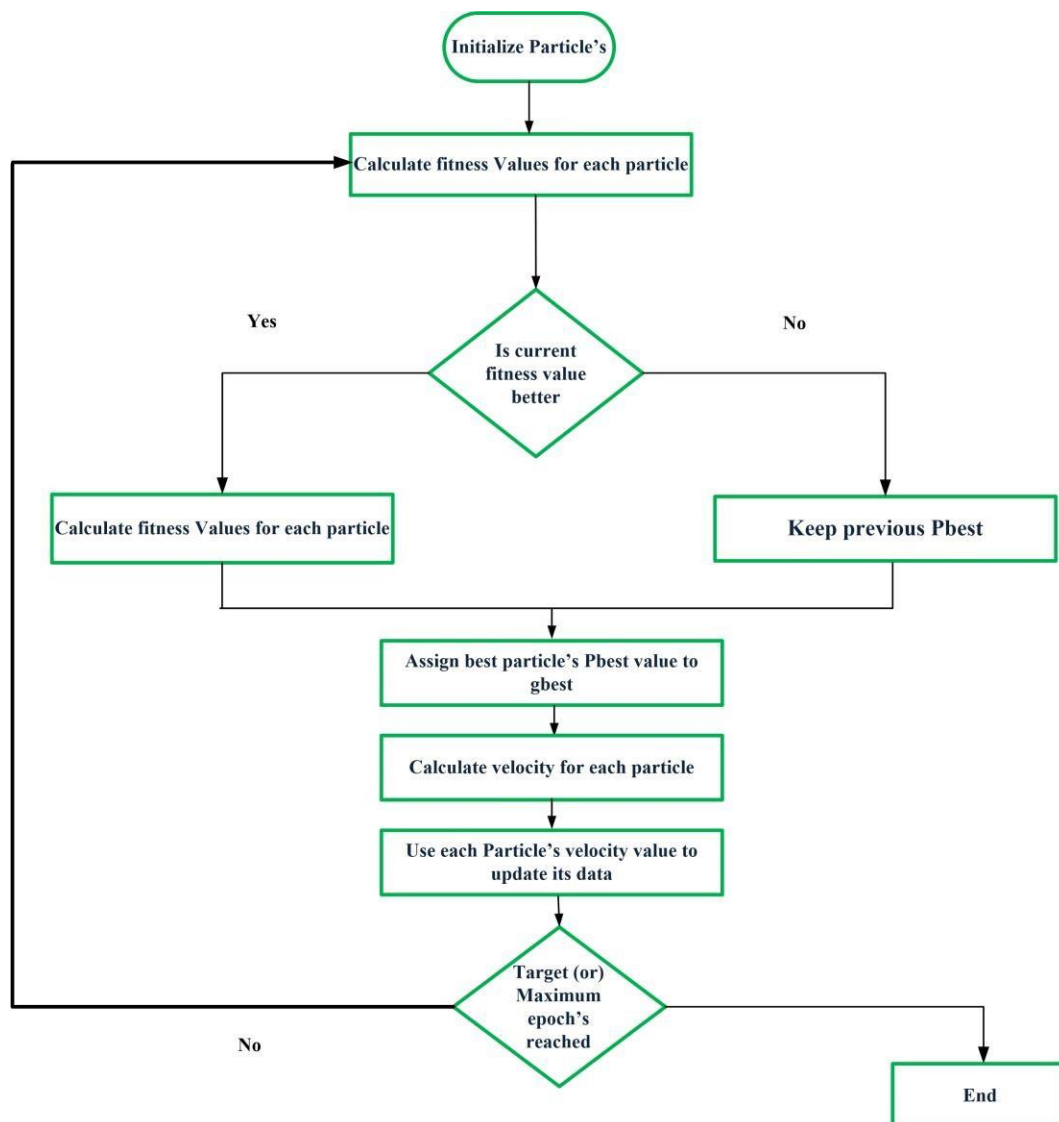 Initialize Particle's
Calculate fitness Values for each particle
Yes
No
Is current
fitness value
better
Calculate fitness Values for each particle
Keep previous Pbest
Assign best particle's Pbest value to
gbest
Calculate velocity for each particle
Use each Particle's velocity value to
update its data
Target (or)
Maximum
epoch's
reached
No
End